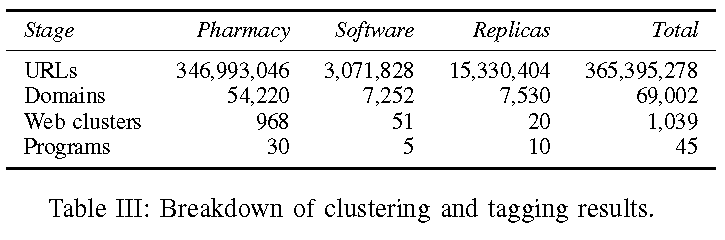 Stage Pharmacy Software Replicas Total
URLs 346,993,046 3,071,828 15,330,404 365,395,278
Domains 54,220 7,252 7,530 69,002
Web clusters 968 51 20 1,039
Programs 30 5 10 45
Table III: Breakdown of clustering and tagging results.